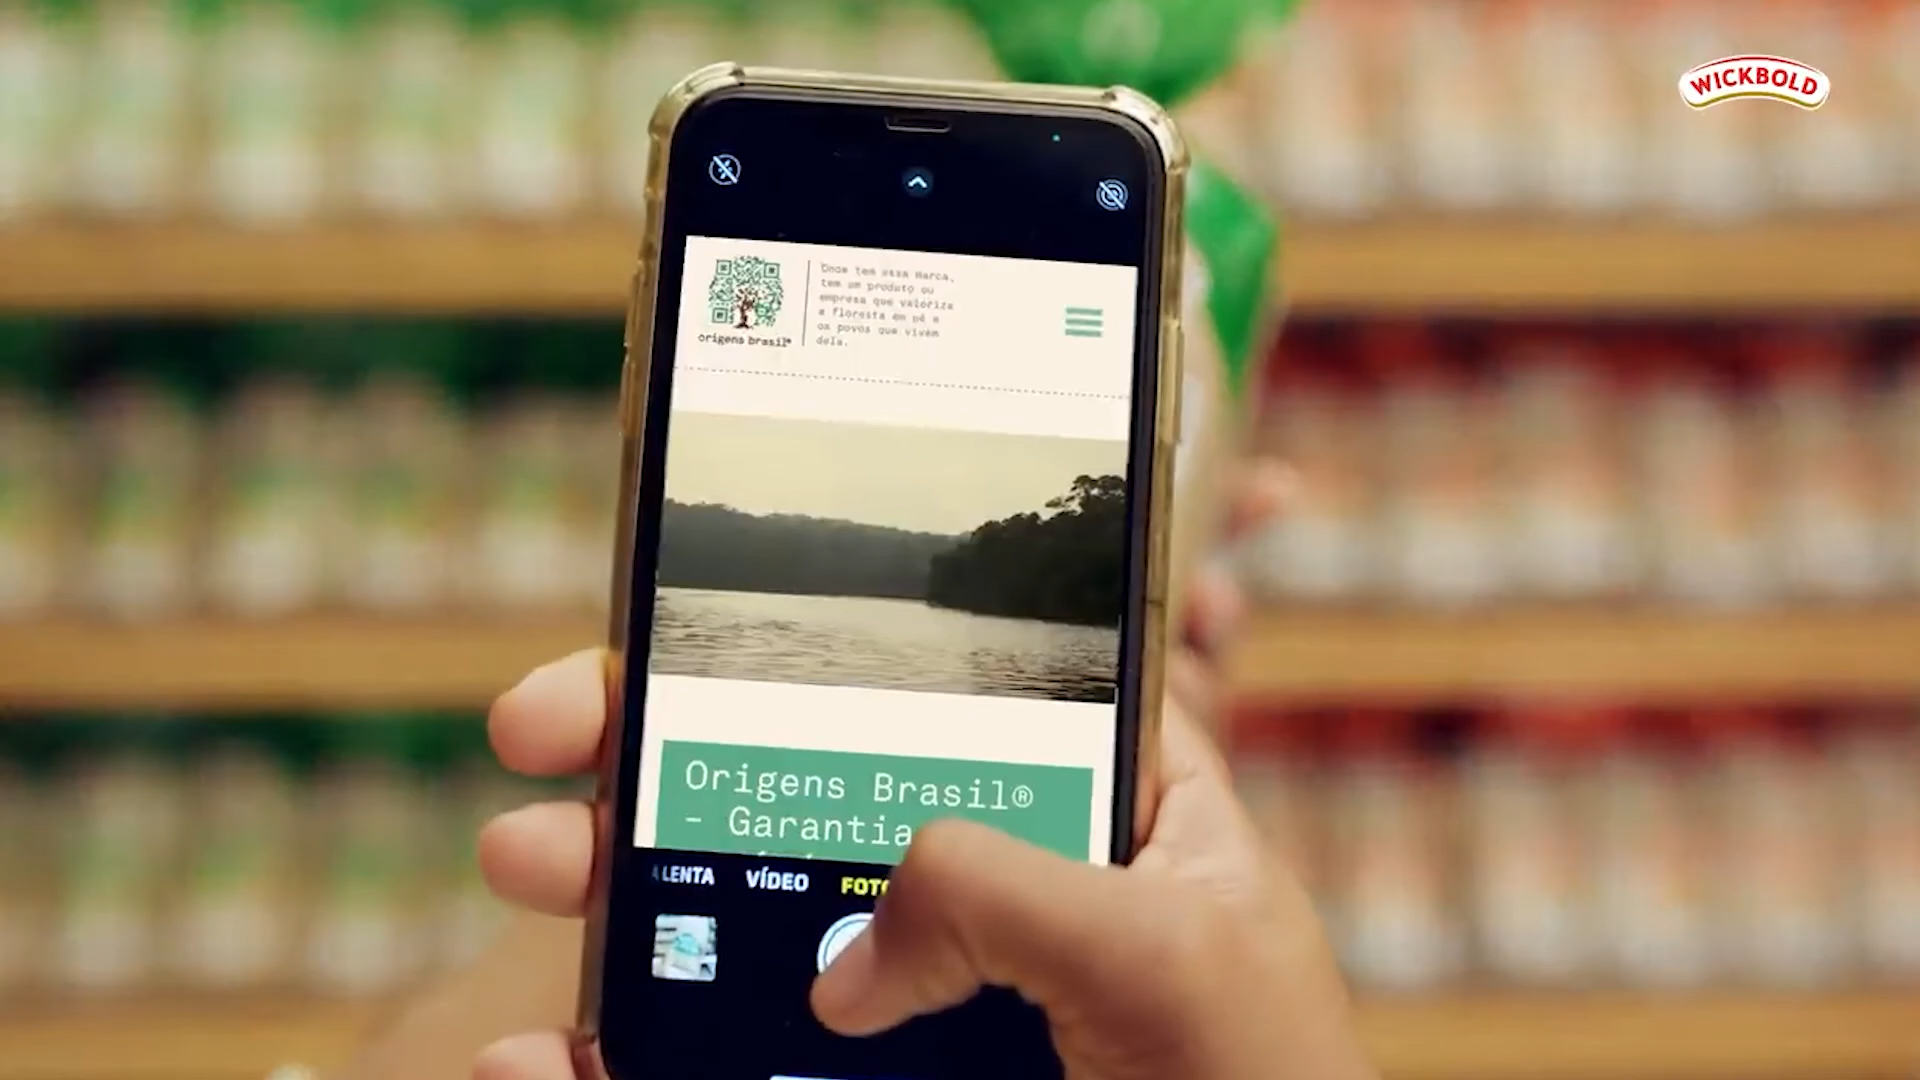 WICKBOLD
Onde tem essa marca,
tem um produto ou
empresa que valoriza
a floresta em pé e
os povos que vivem
dela.
origens brasil®
Origens Brasil®
- Garantia
A LENTA VÍDEO FOTO